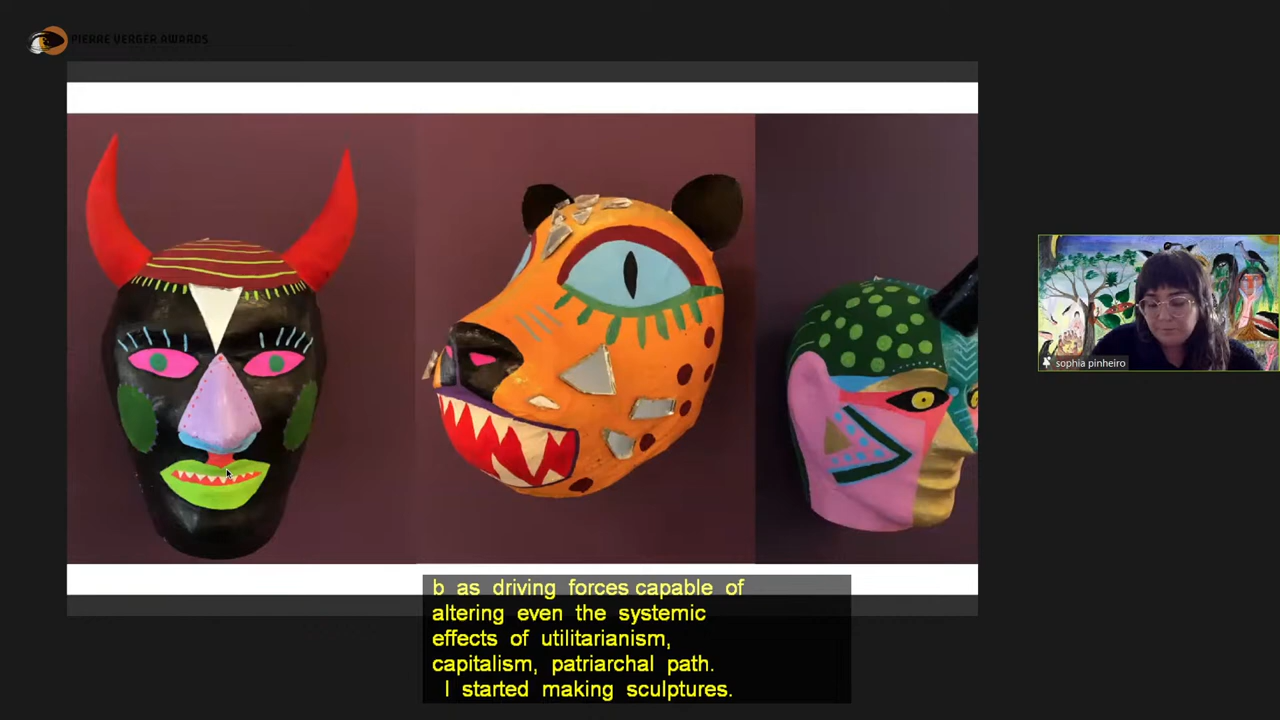 PIERRE VERGER AWARDS
sophia pinheiro
b as driving forces capable of
altering even the systemic
effects of utilitarianism,
capitalism, patriarchal path.
I started making sculptures.